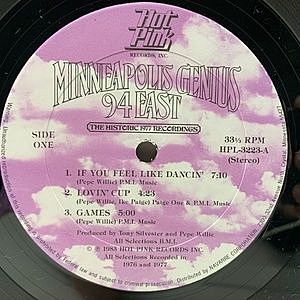 Hot
Pink
RECORDS, INC.
MINNEAPOLIS GENIUS
94 EAST
THE HISTORIC 1977 RECORDINGS
SIDE
ONE
33⅓ RPM
HPL-3223-A
(Stereo)
1. IF YOU FEEL LIKE DANCIN' 7:10
(Pepe Willie) P.M.I. Music
2. LOVIN' CUP 4:23
(Pepe Willie, Ike Paige) Paige One & P.M.I. Music
3. GAMES 5:00
(Pepe Willie) P.M.I. Music
Produced by Tony Silvester and Pepe Willie
All Selections B.M.I.
© 1985 HOT PINK RECORDS INC
All Selections Recorded in
1976 and 1977